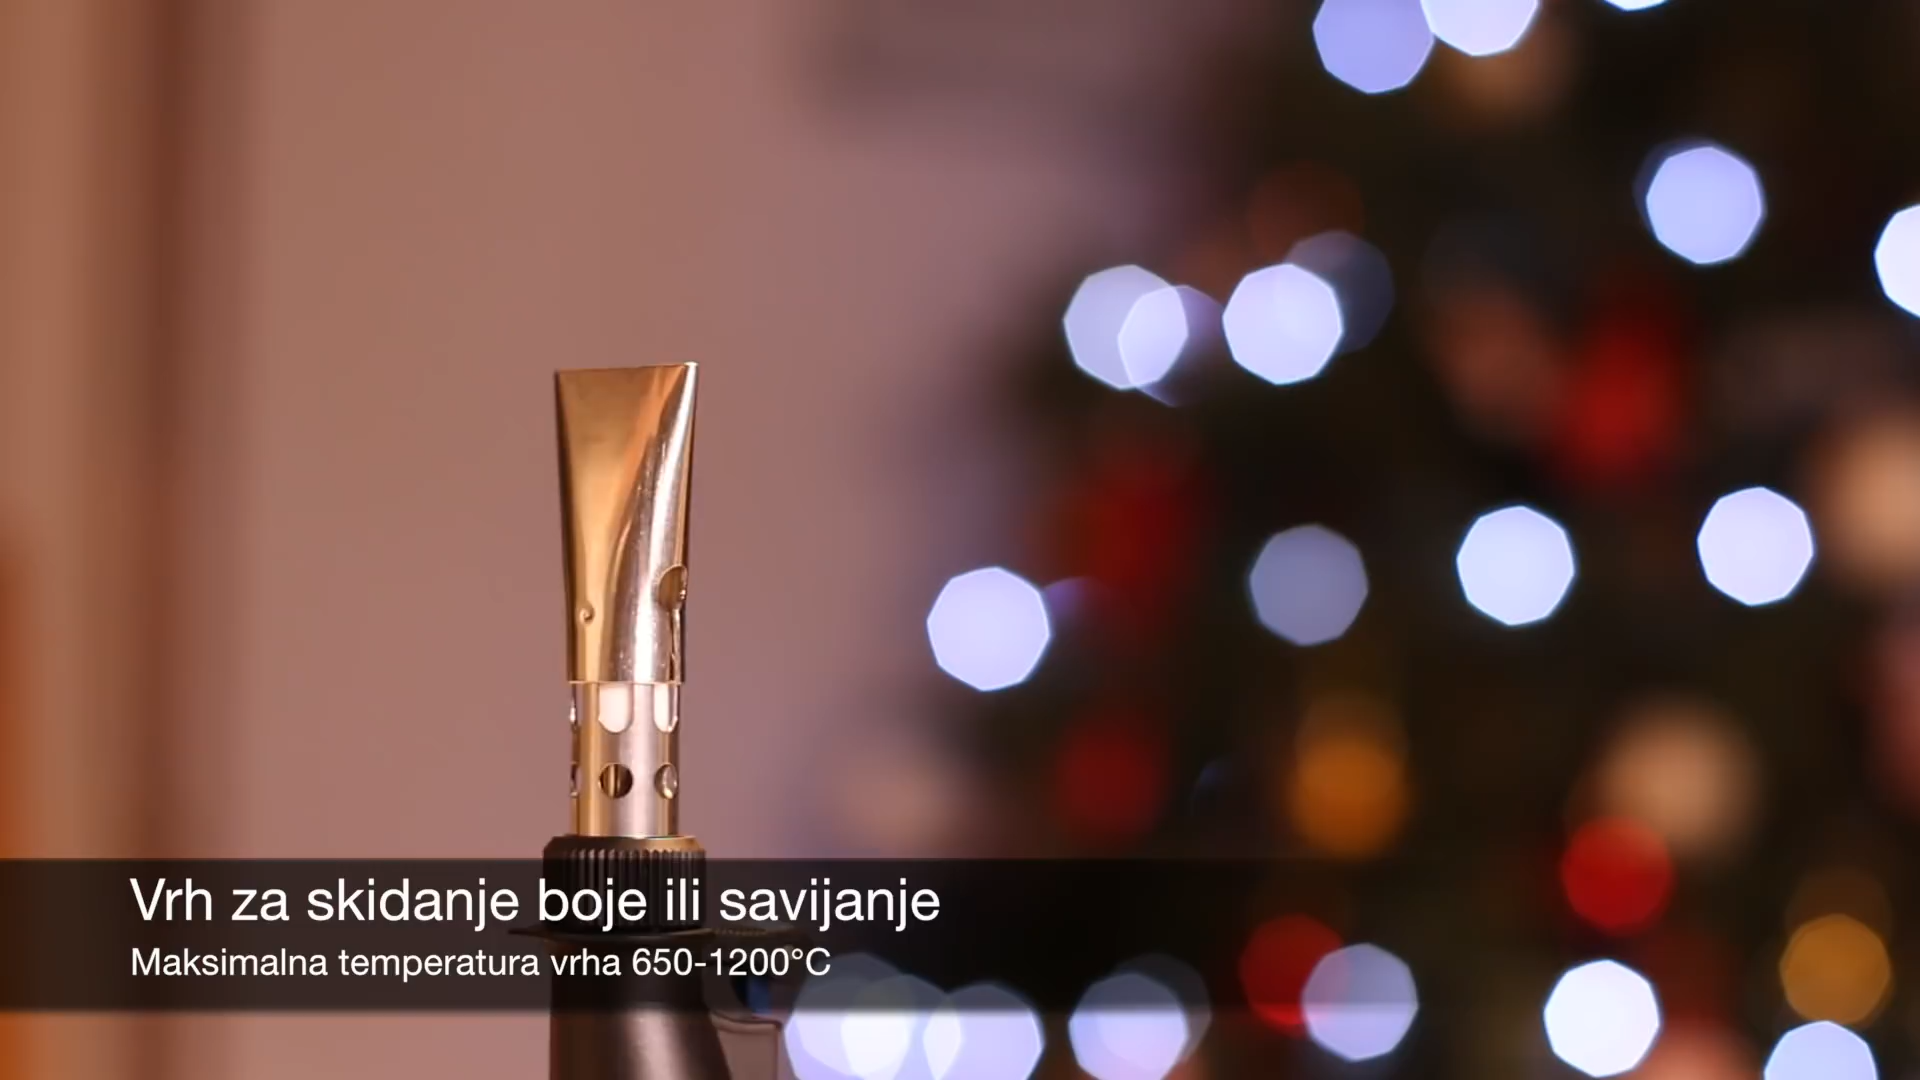 Vrh za skidanje boje ili savijanje
Maksimalna temperatura vrha 650-1200°C